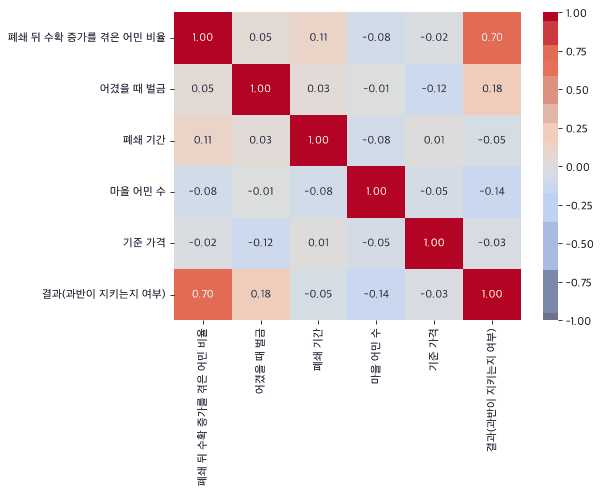 폐쇄 뒤 수확 증가를 겪은 어민 비율 1.00 0.05 0.11 -0.08 -0.02 0.70
어겼을 때 벌금 0.05 1.00 0.03 -0.01 -0.12 0.18
폐쇄 기간 0.11 0.03 1.00 -0.08 0.01 -0.05
마을 어민 수 -0.08 -0.01 -0.08 1.00 -0.05 -0.14
기준 가격 -0.02 -0.12 0.01 -0.05 1.00 -0.03
결과(과반이 지키는지 여부) 0.70 0.18 -0.05 -0.14 -0.03 1.00
폐쇄 뒤 수확 증가를 겪은 어민 비율
어겼을 때 벌금
폐쇄 기간
마을 어민 수
기준 가격
결과(과반이 지키는지 여부)
1.00
0.75
0.50
0.25
0.00
-0.25
-0.50
-0.75
-1.00